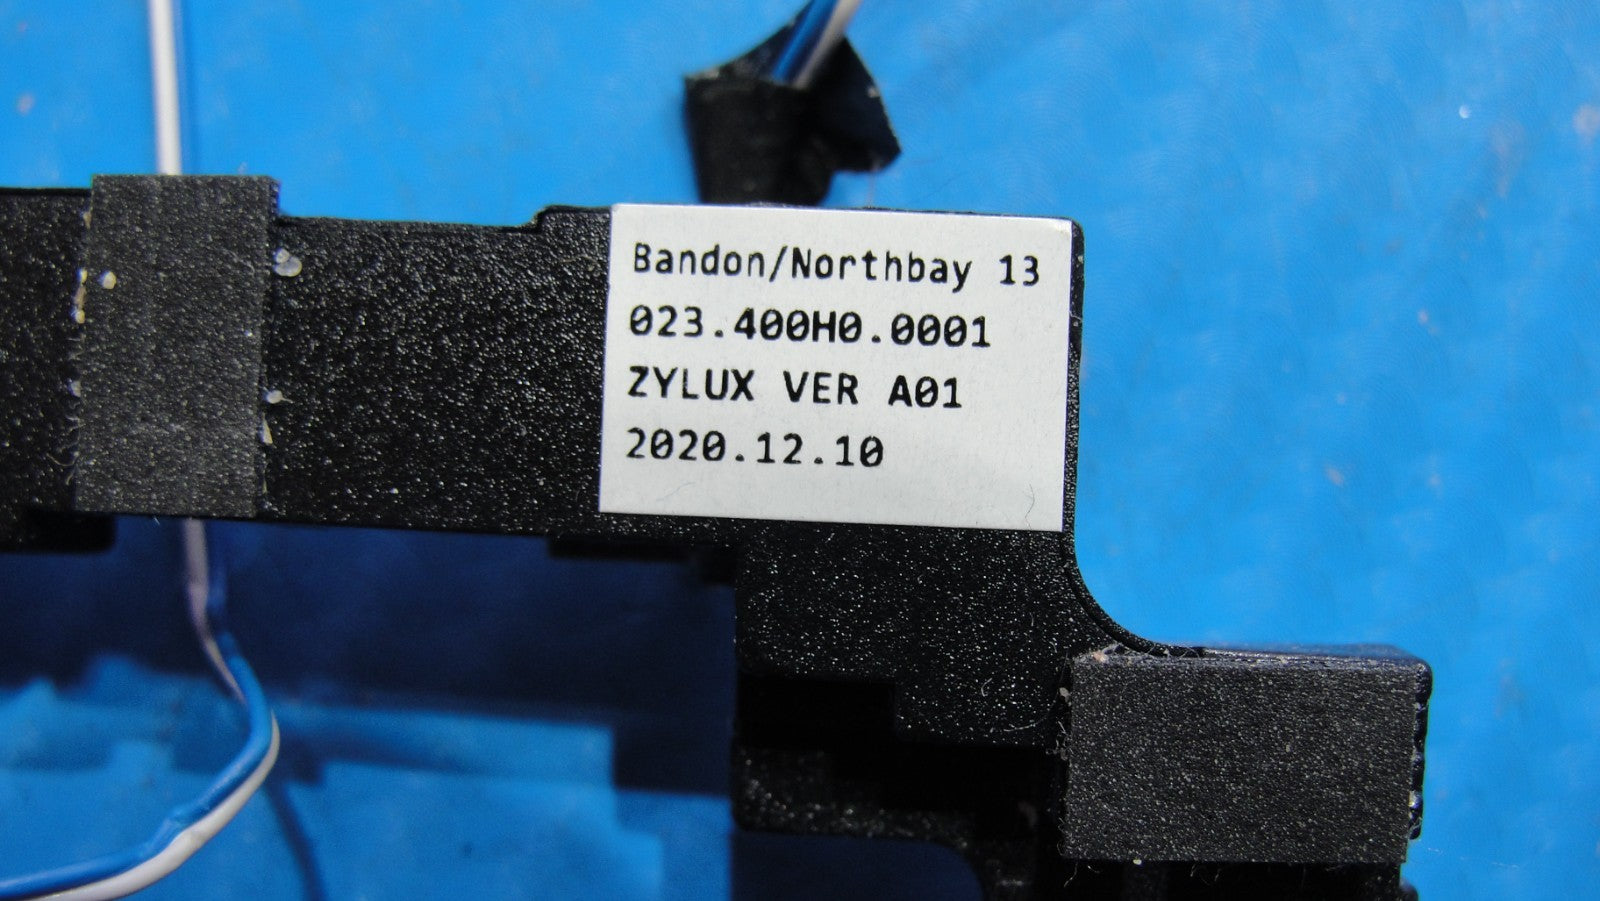 Bandon/Northbay 13
023.400H0.0001
ZYLUX VER A01
2020.12.10